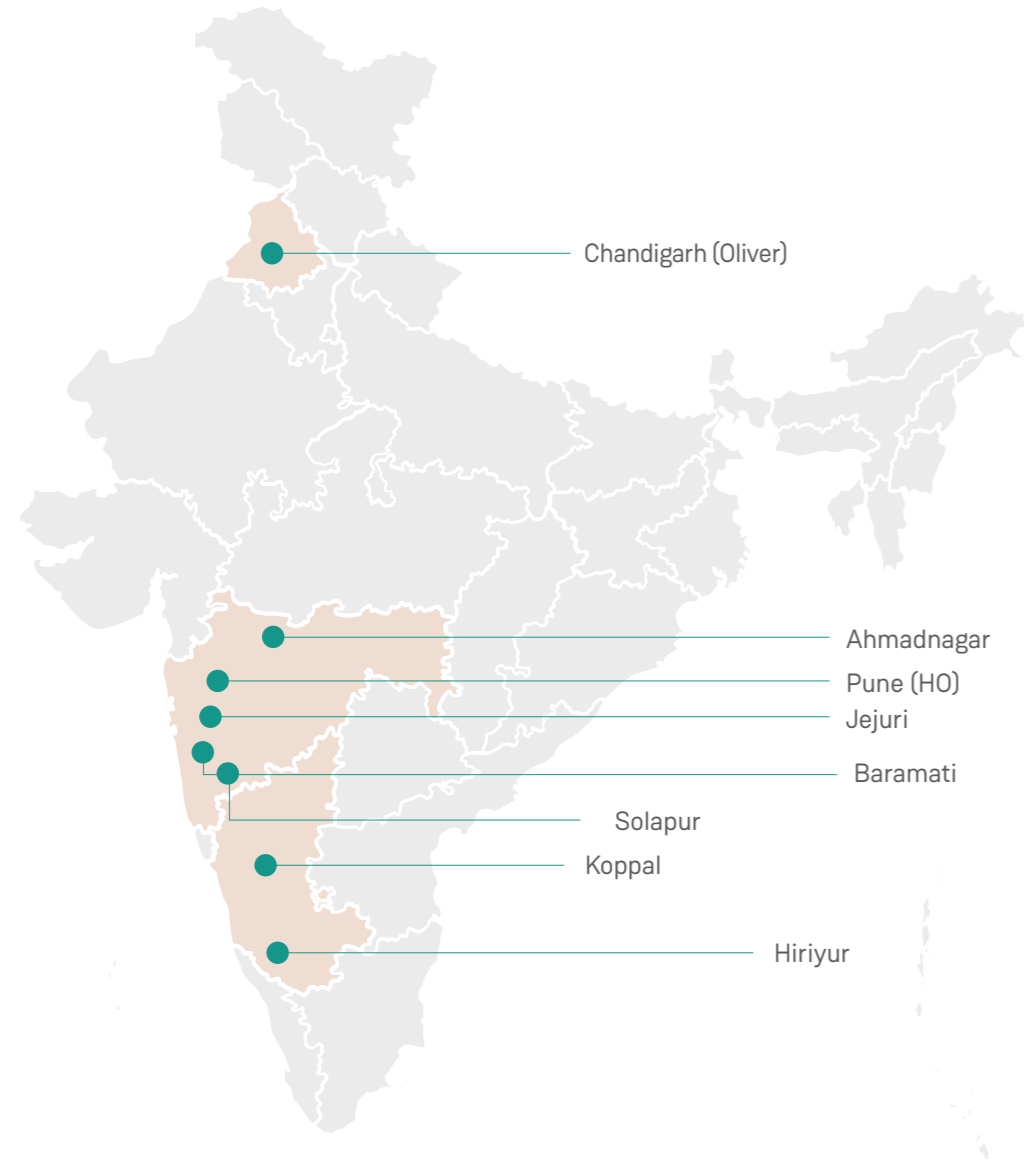 Chandigarh (Oliver)
Ahmadnagar
Pune (HO)
Jejuri
Baramati
Solapur
Koppal
Hiriyur